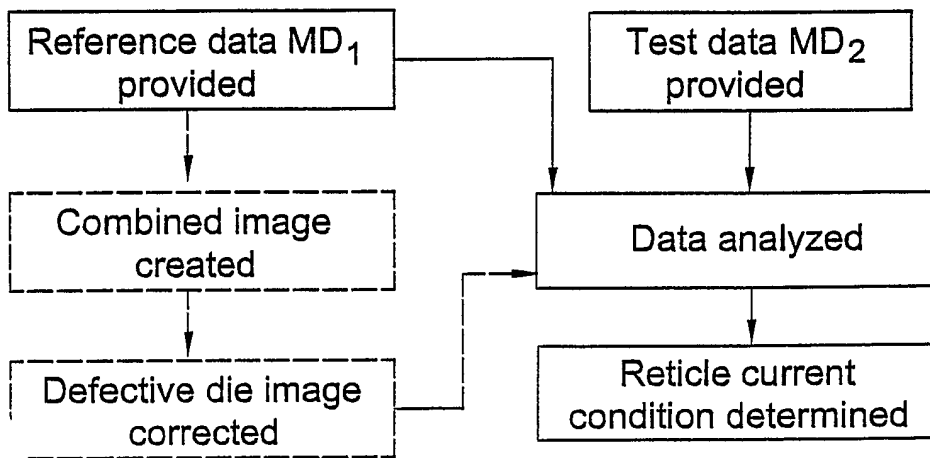 Reference data MD₁
provided
Test data MD₂
provided
Combined image
created
Data analyzed
Defective die image
corrected
Reticle current
condition determined